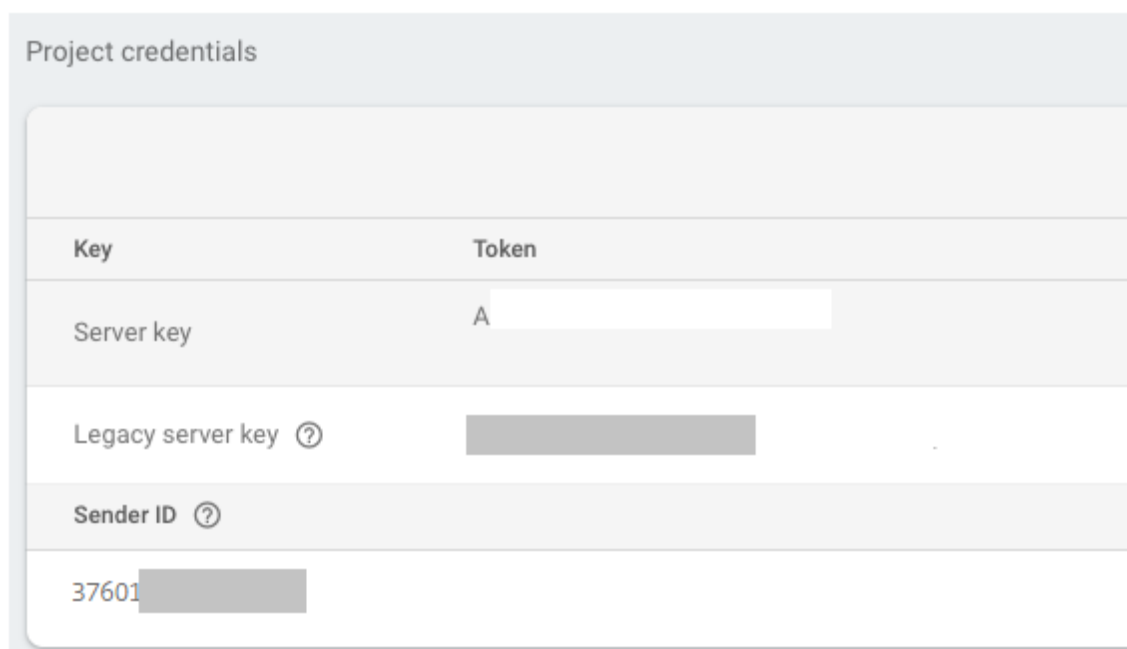 Project credentials
Key Token
Server key A
Legacy server key ?
Sender ID ?
37601